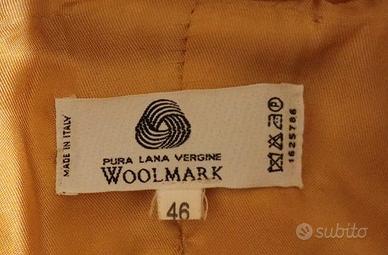 MADE IN ITALY
PURA LANA VERGINE
WOOLMARK
P
1625786
46
subito